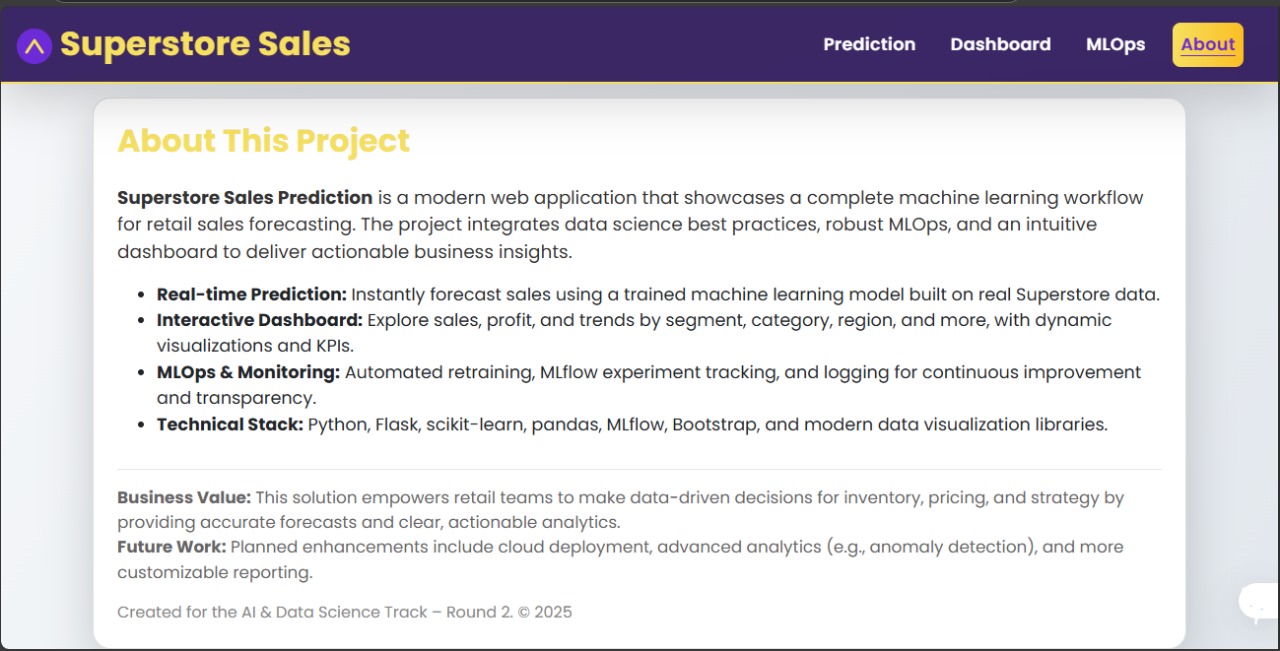 Superstore Sales
Prediction
Dashboard
MLOps
About
About This Project
Superstore Sales Prediction is a modern web application that showcases a complete machine learning workflow
for retail sales forecasting. The project integrates data science best practices, robust MLOps, and an intuitive
dashboard to deliver actionable business insights.
• Real-time Prediction: Instantly forecast sales using a trained machine learning model built on real Superstore data.
• Interactive Dashboard: Explore sales, profit, and trends by segment, category, region, and more, with dynamic
visualizations and KPIs.
• MLOps & Monitoring: Automated retraining, MLflow experiment tracking, and logging for continuous improvement
and transparency.
• Technical Stack: Python, Flask, scikit-learn, pandas, MLflow, Bootstrap, and modern data visualization libraries.
Business Value: This solution empowers retail teams to make data-driven decisions for inventory, pricing, and strategy by
providing accurate forecasts and clear, actionable analytics.
Future Work: Planned enhancements include cloud deployment, advanced analytics (e.g., anomaly detection), and more
customizable reporting.
Created for the AI & Data Science Track – Round 2. © 2025